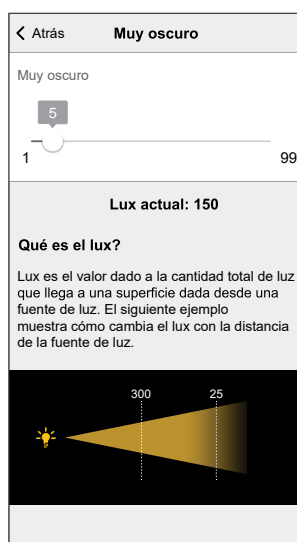 Atrás
Muy oscuro
Muy oscuro
5
1
99
Lux actual: 150
Qué es el lux?
Lux es el valor dado a la cantidad total de luz
que llega a una superficie dada desde una
fuente de luz. El siguiente ejemplo
muestra cómo cambia el lux con la distancia
de la fuente de luz.
300
25